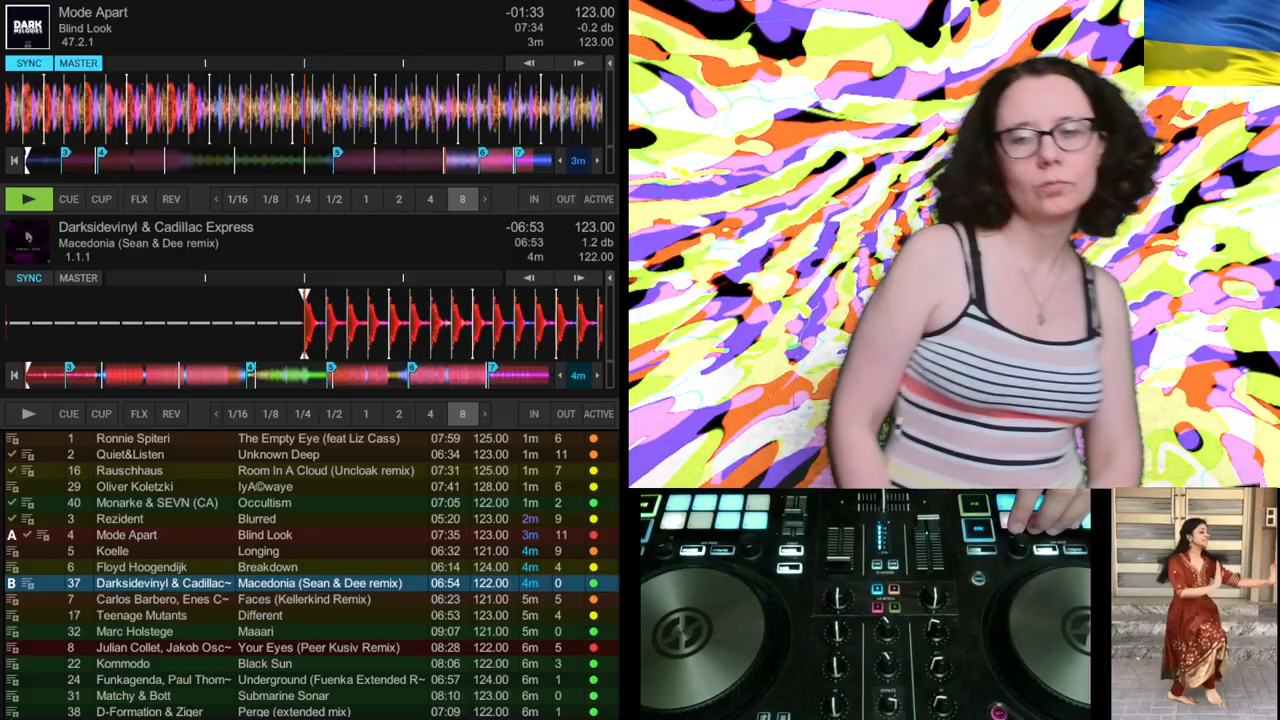 DARK
MELODIES
Mode Apart -01:33 123.00
Blind Look 07:34 -0.2 db
47.2.1 3m 123.00
SYNC MASTER
3 4 5 6 7 3m
CUE CUP FLX REV 1/16 1/8 1/4 1/2 1 2 4 8 IN OUT ACTIVE
Darksidevinyl & Cadillac Express -06:53 123.00
Macedonia (Sean & Dee remix) 06:53 1.2 db
1.1.1 4m 122.00
SYNC MASTER
3 4 5 6 7 4m
CUE CUP FLX REV 1/16 1/8 1/4 1/2 1 2 4 8 IN OUT ACTIVE
1 Ronnie Spiteri The Empty Eye (feat Liz Cass) 07:59 125.00 1m 6
2 Quiet&Listen Unknown Deep 06:34 123.00 1m 11
16 Rauschhaus Room In A Cloud (Uncloak remix) 07:31 125.00 1m 7
29 Oliver Koletzki IyA©waye 07:41 128.00 1m 6
40 Monarke & SEVN (CA) Occultism 07:05 122.00 1m 2
3 Rezident Blurred 05:20 123.00 2m 9
A 4 Mode Apart Blind Look 07:35 123.00 3m 11
5 Koelle Longing 06:32 121.00 4m 9
6 Floyd Hoogendijk Breakdown 06:14 124.00 4m 4
B 37 Darksidevinyl & Cadillac~ Macedonia (Sean & Dee remix) 06:54 122.00 4m 0
7 Carlos Barbero, Enes C~ Faces (Kellerkind Remix) 06:23 121.00 5m 5
17 Teenage Mutants Different 06:53 122.00 5m 4
32 Marc Holstege Maaari 09:07 121.00 5m 0
8 Julian Collet, Jakob Osc~ Your Eyes (Peer Kusiv Remix) 08:28 122.00 6m 5
22 Kommodo Black Sun 08:06 122.00 6m 3
24 Funkagenda, Paul Thom~ Underground (Fuenka Extended R~ 06:57 124.00 6m 1
31 Matchy & Bott Submarine Sonar 08:10 123.00 6m 0
38 D-Formation & Ziger Perge (extended mix) 07:09 122.00 6m 1